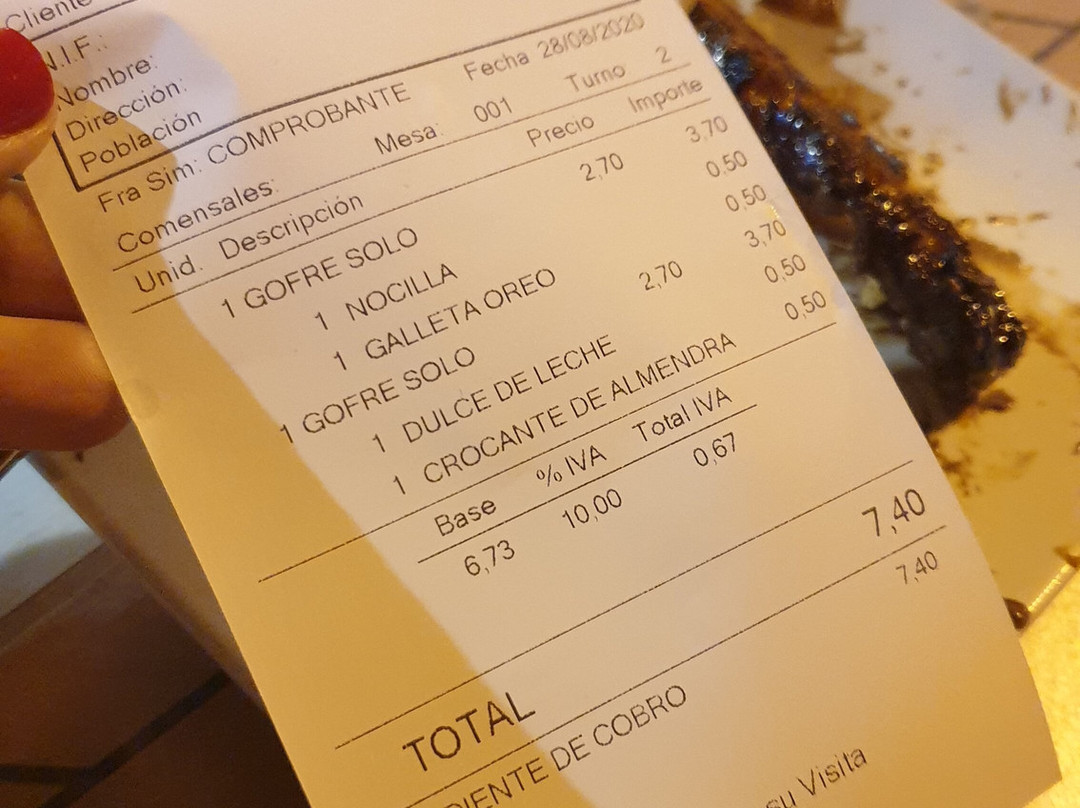 Cliente
N.I.F.:
Nombre:
Dirección:
Población
Fra Sim: COMPROBANTE Fecha 28/08/2020
Comensales: Mesa: 001 Turno 2
Unid. Descripción Precio Importe
1 GOFRE SOLO 2,70 3,70
1 NOCILLA 0,50
1 GALLETA OREO 0,50
1 GOFRE SOLO 2,70 3,70
1 DULCE DE LECHE 0,50
1 CROCANTE DE ALMENDRA 0,50
Base % IVA Total IVA
6,73 10,00 0,67
TOTAL 7,40
DIENTE DE COBRO 7,40
su Visita